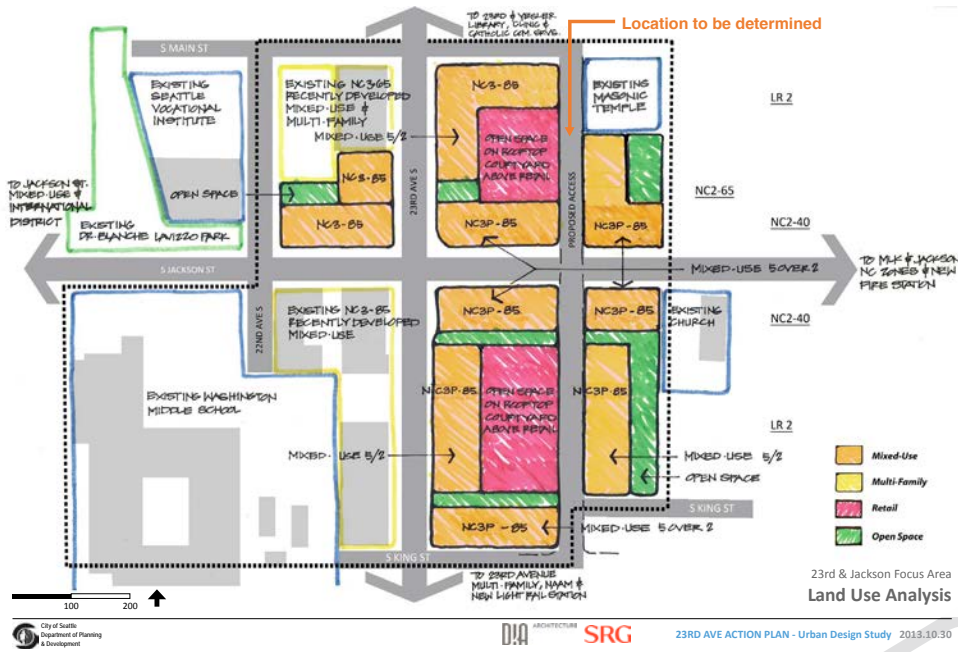 TO 23RD & YESLER
LIBRARY, CLINIC &
CATHOLIC COM. SRVS.
Location to be determined
S MAIN ST
EXISTING
SEATTLE
VOCATIONAL
INSTITUTE
EXISTING NC3-65
RECENTLY DEVELOPED
MIXED-USE &
MULTI-FAMILY
MIXED-USE 5/2
NC3-85
OPEN SPACE
ON ROOFTOP
COURTYARD
ABOVE RETAIL
EXISTING
MASONIC
TEMPLE
LR 2
23RD AVE S
PROPOSED ACCESS
OPEN SPACE
NC3-85
NC3-85
NC3P-85
NC3P-85
NC2-65
NC2-40
TO JACKSON ST.
MIXED-USE &
INTERNATIONAL
DISTRICT
EXISTING
DR. BLANCHE LAVIZZO PARK
S JACKSON ST
MIXED-USE 5 OVER 2
TO MLK & JACKSON
NC ZONES & NEW
FIRE STATION
22ND AVE S
EXISTING NC3-85
RECENTLY DEVELOPED
MIXED-USE
NC3P-85
NC3P-85
EXISTING
CHURCH
NC2-40
EXISTING WASHINGTON
MIDDLE SCHOOL
NC3P-85
OPEN SPACE
ON ROOFTOP
COURTYARD
ABOVE RETAIL
NC3P-85
LR 2
MIXED-USE 5/2
MIXED-USE 5/2
OPEN SPACE
S KING ST
NC3P-85
MIXED-USE 5 OVER 2
S KING ST
TO 23RD AVENUE
MULTI-FAMILY, NAAM &
NEW LIGHT RAIL STATION
Mixed-Use
Multi-Family
Retail
Open Space
100 200
23rd & Jackson Focus Area
Land Use Analysis
City of Seattle
Department of Planning
& Development
D!A ARCHITECTURE
SRG
23RD AVE ACTION PLAN - Urban Design Study 2013.10.30